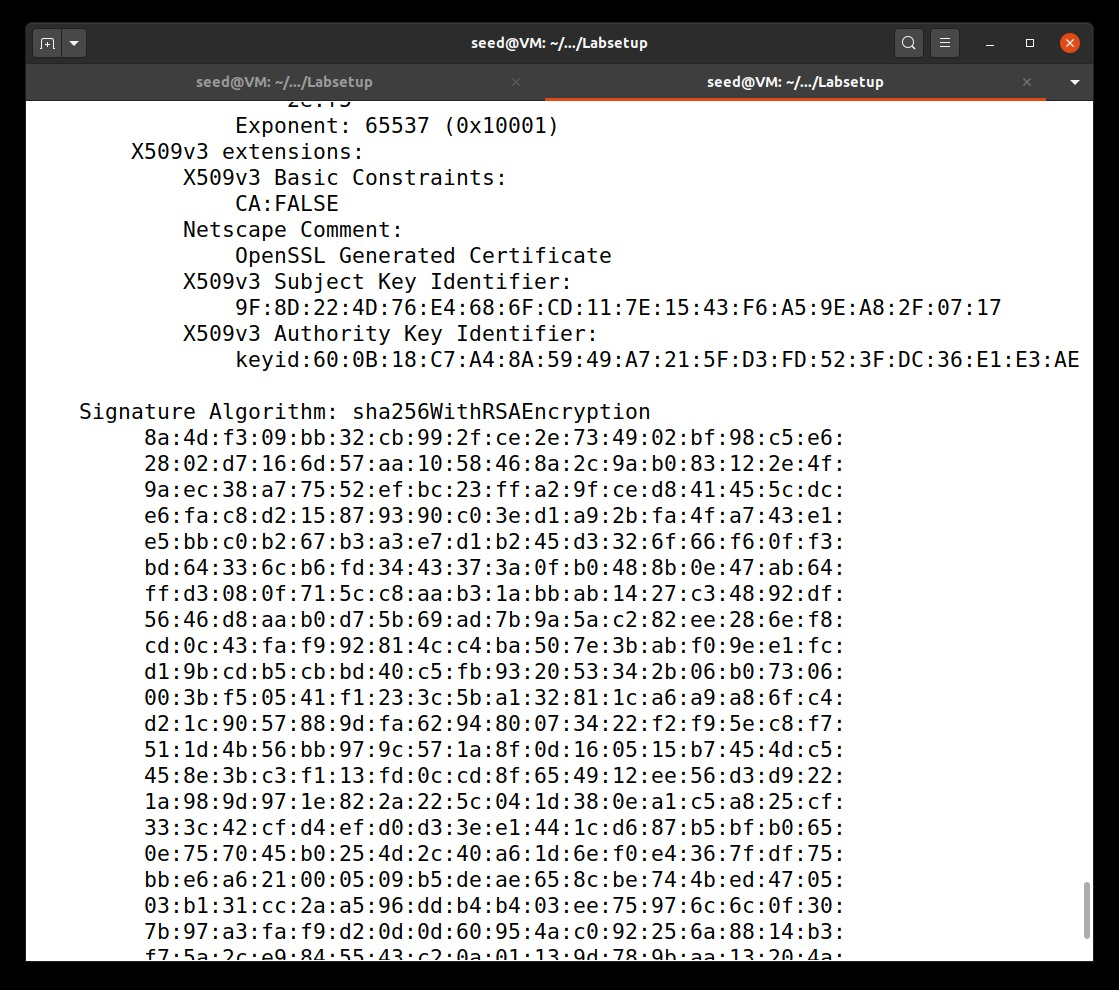 seed@VM: ~/.../Labsetup
seed@VM: ~/.../Labsetup
seed@VM: ~/.../Labsetup
2c:f5
Exponent: 65537 (0x10001)
X509v3 extensions:
X509v3 Basic Constraints:
CA:FALSE
Netscape Comment:
OpenSSL Generated Certificate
X509v3 Subject Key Identifier:
9F:8D:22:4D:76:E4:68:6F:CD:11:7E:15:43:F6:A5:9E:A8:2F:07:17
X509v3 Authority Key Identifier:
keyid:60:0B:18:C7:A4:8A:59:49:A7:21:5F:D3:FD:52:3F:DC:36:E1:E3:AE
Signature Algorithm: sha256WithRSAEncryption
8a:4d:f3:09:bb:32:cb:99:2f:ce:2e:73:49:02:bf:98:c5:e6:
28:02:d7:16:6d:57:aa:10:58:46:8a:2c:9a:b0:83:12:2e:4f:
9a:ec:38:a7:75:52:ef:bc:23:ff:a2:9f:ce:d8:41:45:5c:dc:
e6:fa:c8:d2:15:87:93:90:c0:3e:d1:a9:2b:fa:4f:a7:43:e1:
e5:bb:c0:b2:67:b3:a3:e7:d1:b2:45:d3:32:6f:66:f6:0f:f3:
bd:64:33:6c:b6:fd:34:43:37:3a:0f:b0:48:8b:0e:47:ab:64:
ff:d3:08:0f:71:5c:c8:aa:b3:1a:bb:ab:14:27:c3:48:92:df:
56:46:d8:aa:b0:d7:5b:69:ad:7b:9a:5a:c2:82:ee:28:6e:f8:
cd:0c:43:fa:f9:92:81:4c:c4:ba:50:7e:3b:ab:f0:9e:e1:fc:
d1:9b:cd:b5:cb:bd:40:c5:fb:93:20:53:34:2b:06:b0:73:06:
00:3b:f5:05:41:f1:23:3c:5b:a1:32:81:1c:a6:a9:a8:6f:c4:
d2:1c:90:57:88:9d:fa:62:94:80:07:34:22:f2:f9:5e:c8:f7:
51:1d:4b:56:bb:97:9c:57:1a:8f:0d:16:05:15:b7:45:4d:c5:
45:8e:3b:c3:f1:13:fd:0c:cd:8f:65:49:12:ee:56:d3:d9:22:
1a:98:9d:97:1e:82:2a:22:5c:04:1d:38:0e:a1:c5:a8:25:cf:
33:3c:42:cf:d4:ef:d0:d3:3e:e1:44:1c:d6:87:b5:bf:b0:65:
0e:75:70:45:b0:25:4d:2c:40:a6:1d:6e:f0:e4:36:7f:df:75:
bb:e6:a6:21:00:05:09:b5:de:ae:65:8c:be:74:4b:ed:47:05:
03:b1:31:cc:2a:a5:96:dd:b4:b4:03:ee:75:97:6c:6c:0f:30:
7b:97:a3:fa:f9:d2:0d:0d:60:95:4a:c0:92:25:6a:88:14:b3:
f7:5a:2c:e9:84:55:43:c2:0a:01:13:9d:78:9b:aa:13:20:4a: